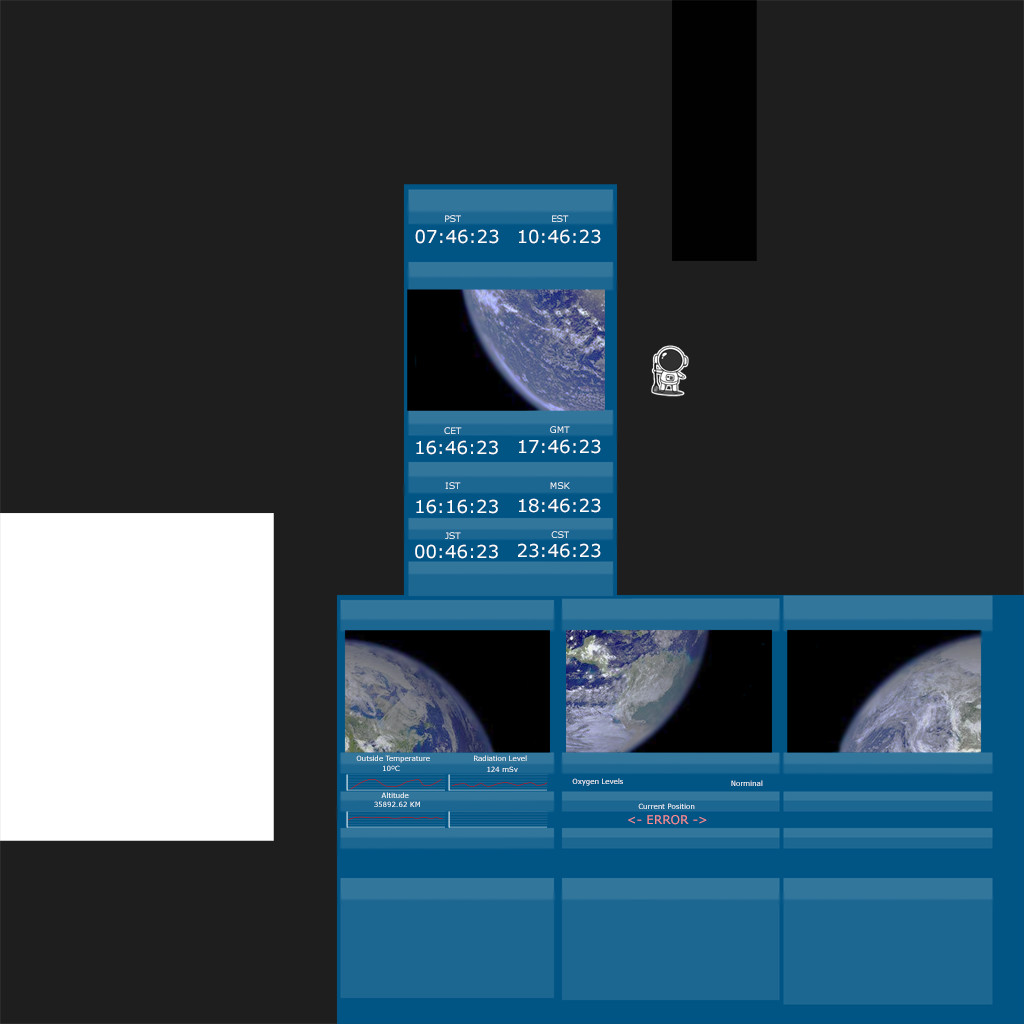 PST EST
07:46:23 10:46:23
CET GMT
16:46:23 17:46:23
IST MSK
16:16:23 18:46:23
JST CST
00:46:23 23:46:23
Outside Temperature Radiation Level
10ºC 124 mSv
Altitude
35892.62 KM
Oxygen Levels Norminal
Current Position
<- ERROR ->